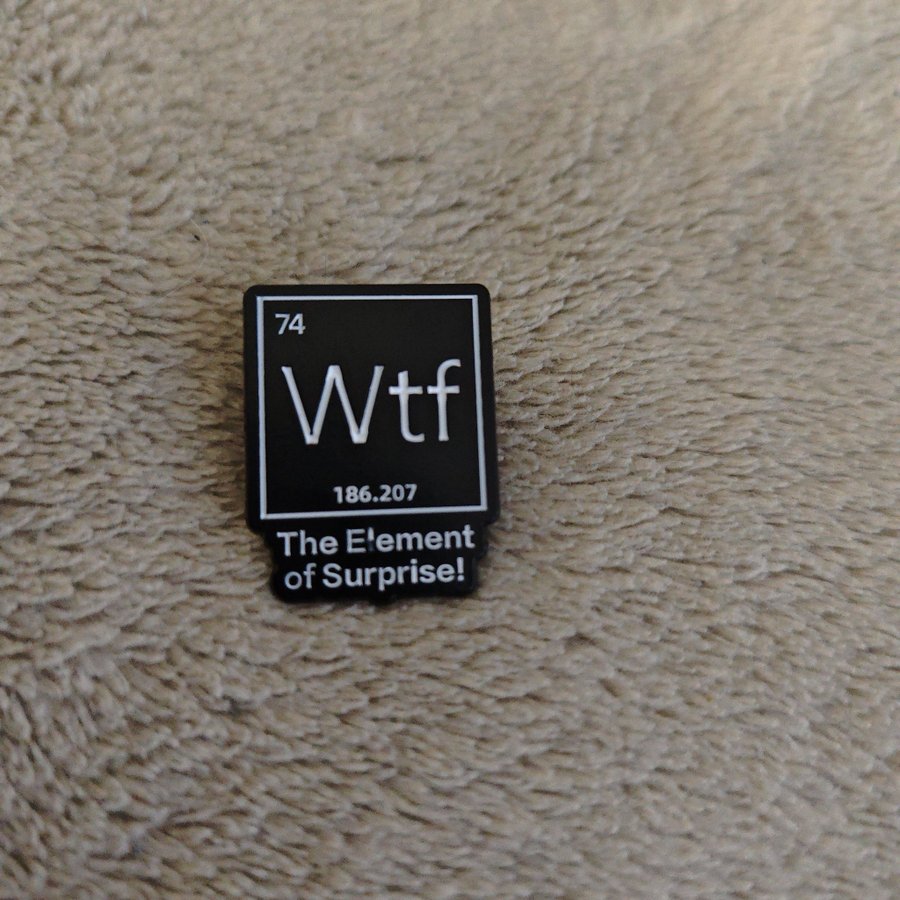 74
Wtf
186.207
The Element
of Surprise!